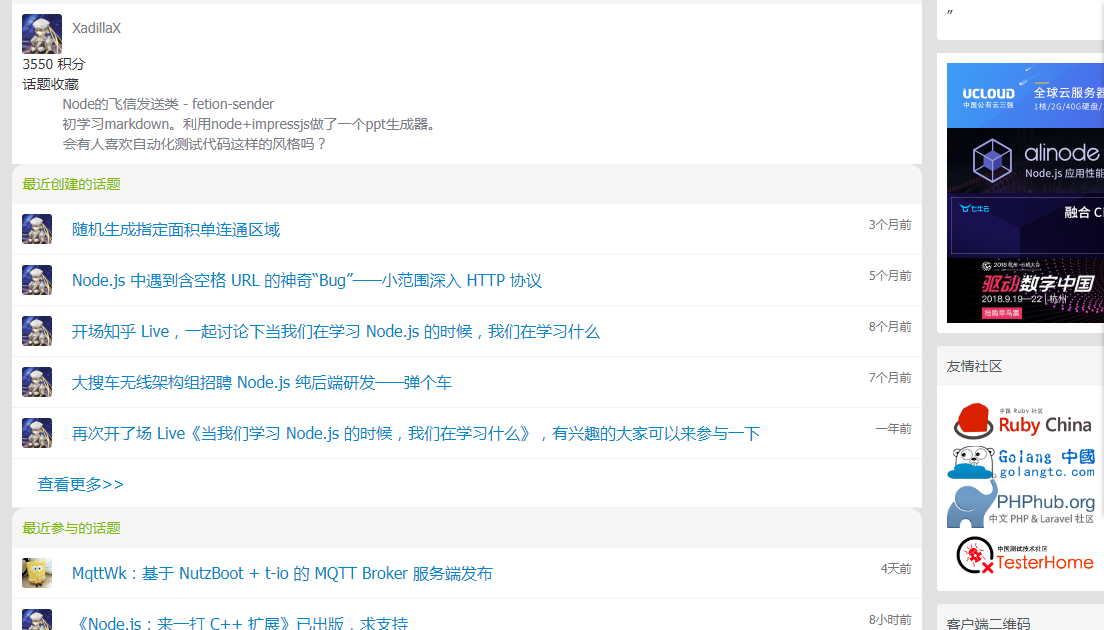 XadillaX
3550 积分
话题收藏
Node的飞信发送类 - fetion-sender
初学习markdown。利用node+impressjs做了一个ppt生成器。
会有人喜欢自动化测试代码这样的风格吗？
最近创建的话题
随机生成指定面积单连通区域
3个月前
Node.js 中遇到含空格 URL 的神奇“Bug”——小范围深入 HTTP 协议
5个月前
开场知乎 Live，一起讨论下当我们在学习 Node.js 的时候，我们在学习什么
8个月前
大搜车无线架构组招聘 Node.js 纯后端研发——弹个车
7个月前
再次开了场 Live《当我们学习 Node.js 的时候，我们在学习什么》，有兴趣的大家可以来参与一下
一年前
查看更多>>
最近参与的话题
MqttWk：基于 NutzBoot + t-io 的 MQTT Broker 服务端发布
4天前
《Node.js：来一打 C++ 扩展》已出版，求支持
8小时前
”
UCLOUD
中国公有云三强
全球云服务器
1核/2G/40G硬盘/
alinode
Node.js 应用性能
七牛云
融合 C
驱动数字中国
2018.9.19—22 | 杭州
抢购早鸟票
友情社区
中国 Ruby 社区
Ruby China
Golang 中國
golangtc.com
PHPhub.org
中文 PHP & Laravel 社区
中国测试技术社区
TesterHome
客户端二维码